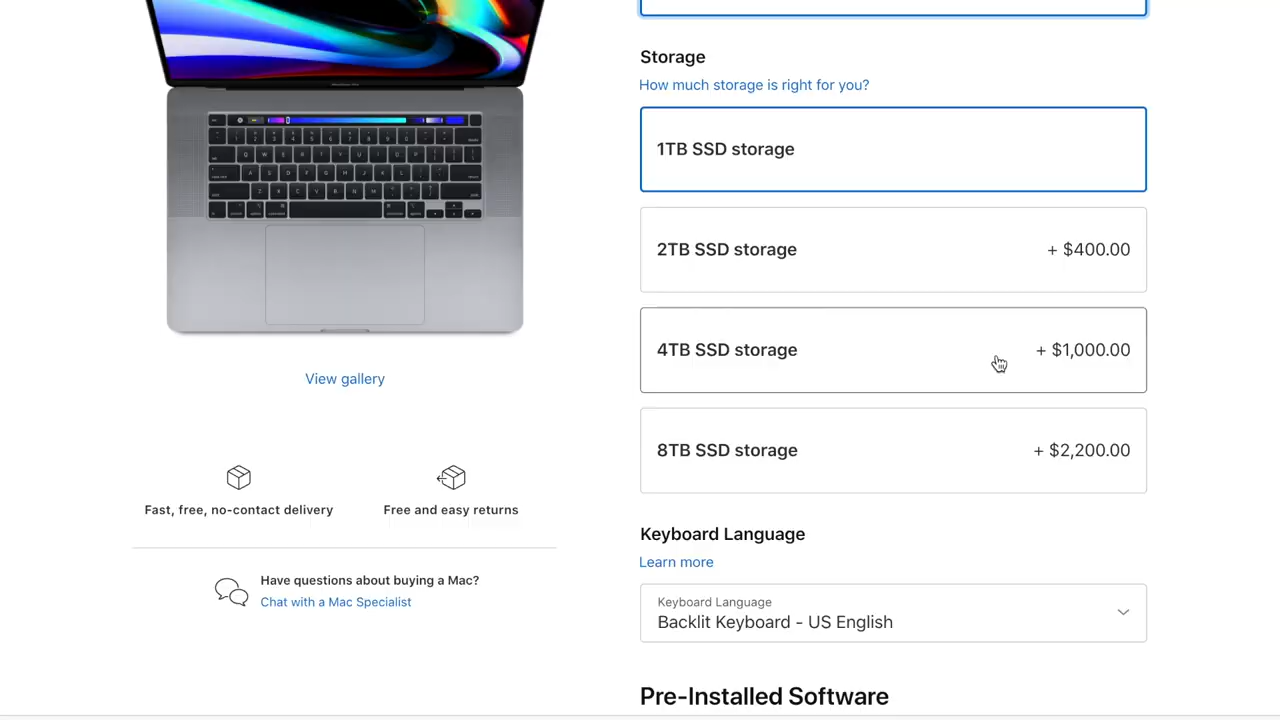 Storage
How much storage is right for you?
1TB SSD storage
2TB SSD storage + $400.00
4TB SSD storage + $1,000.00
8TB SSD storage + $2,200.00
View gallery
Fast, free, no-contact delivery
Free and easy returns
Have questions about buying a Mac?
Chat with a Mac Specialist
Keyboard Language
Learn more
Keyboard Language
Backlit Keyboard - US English
Pre-Installed Software